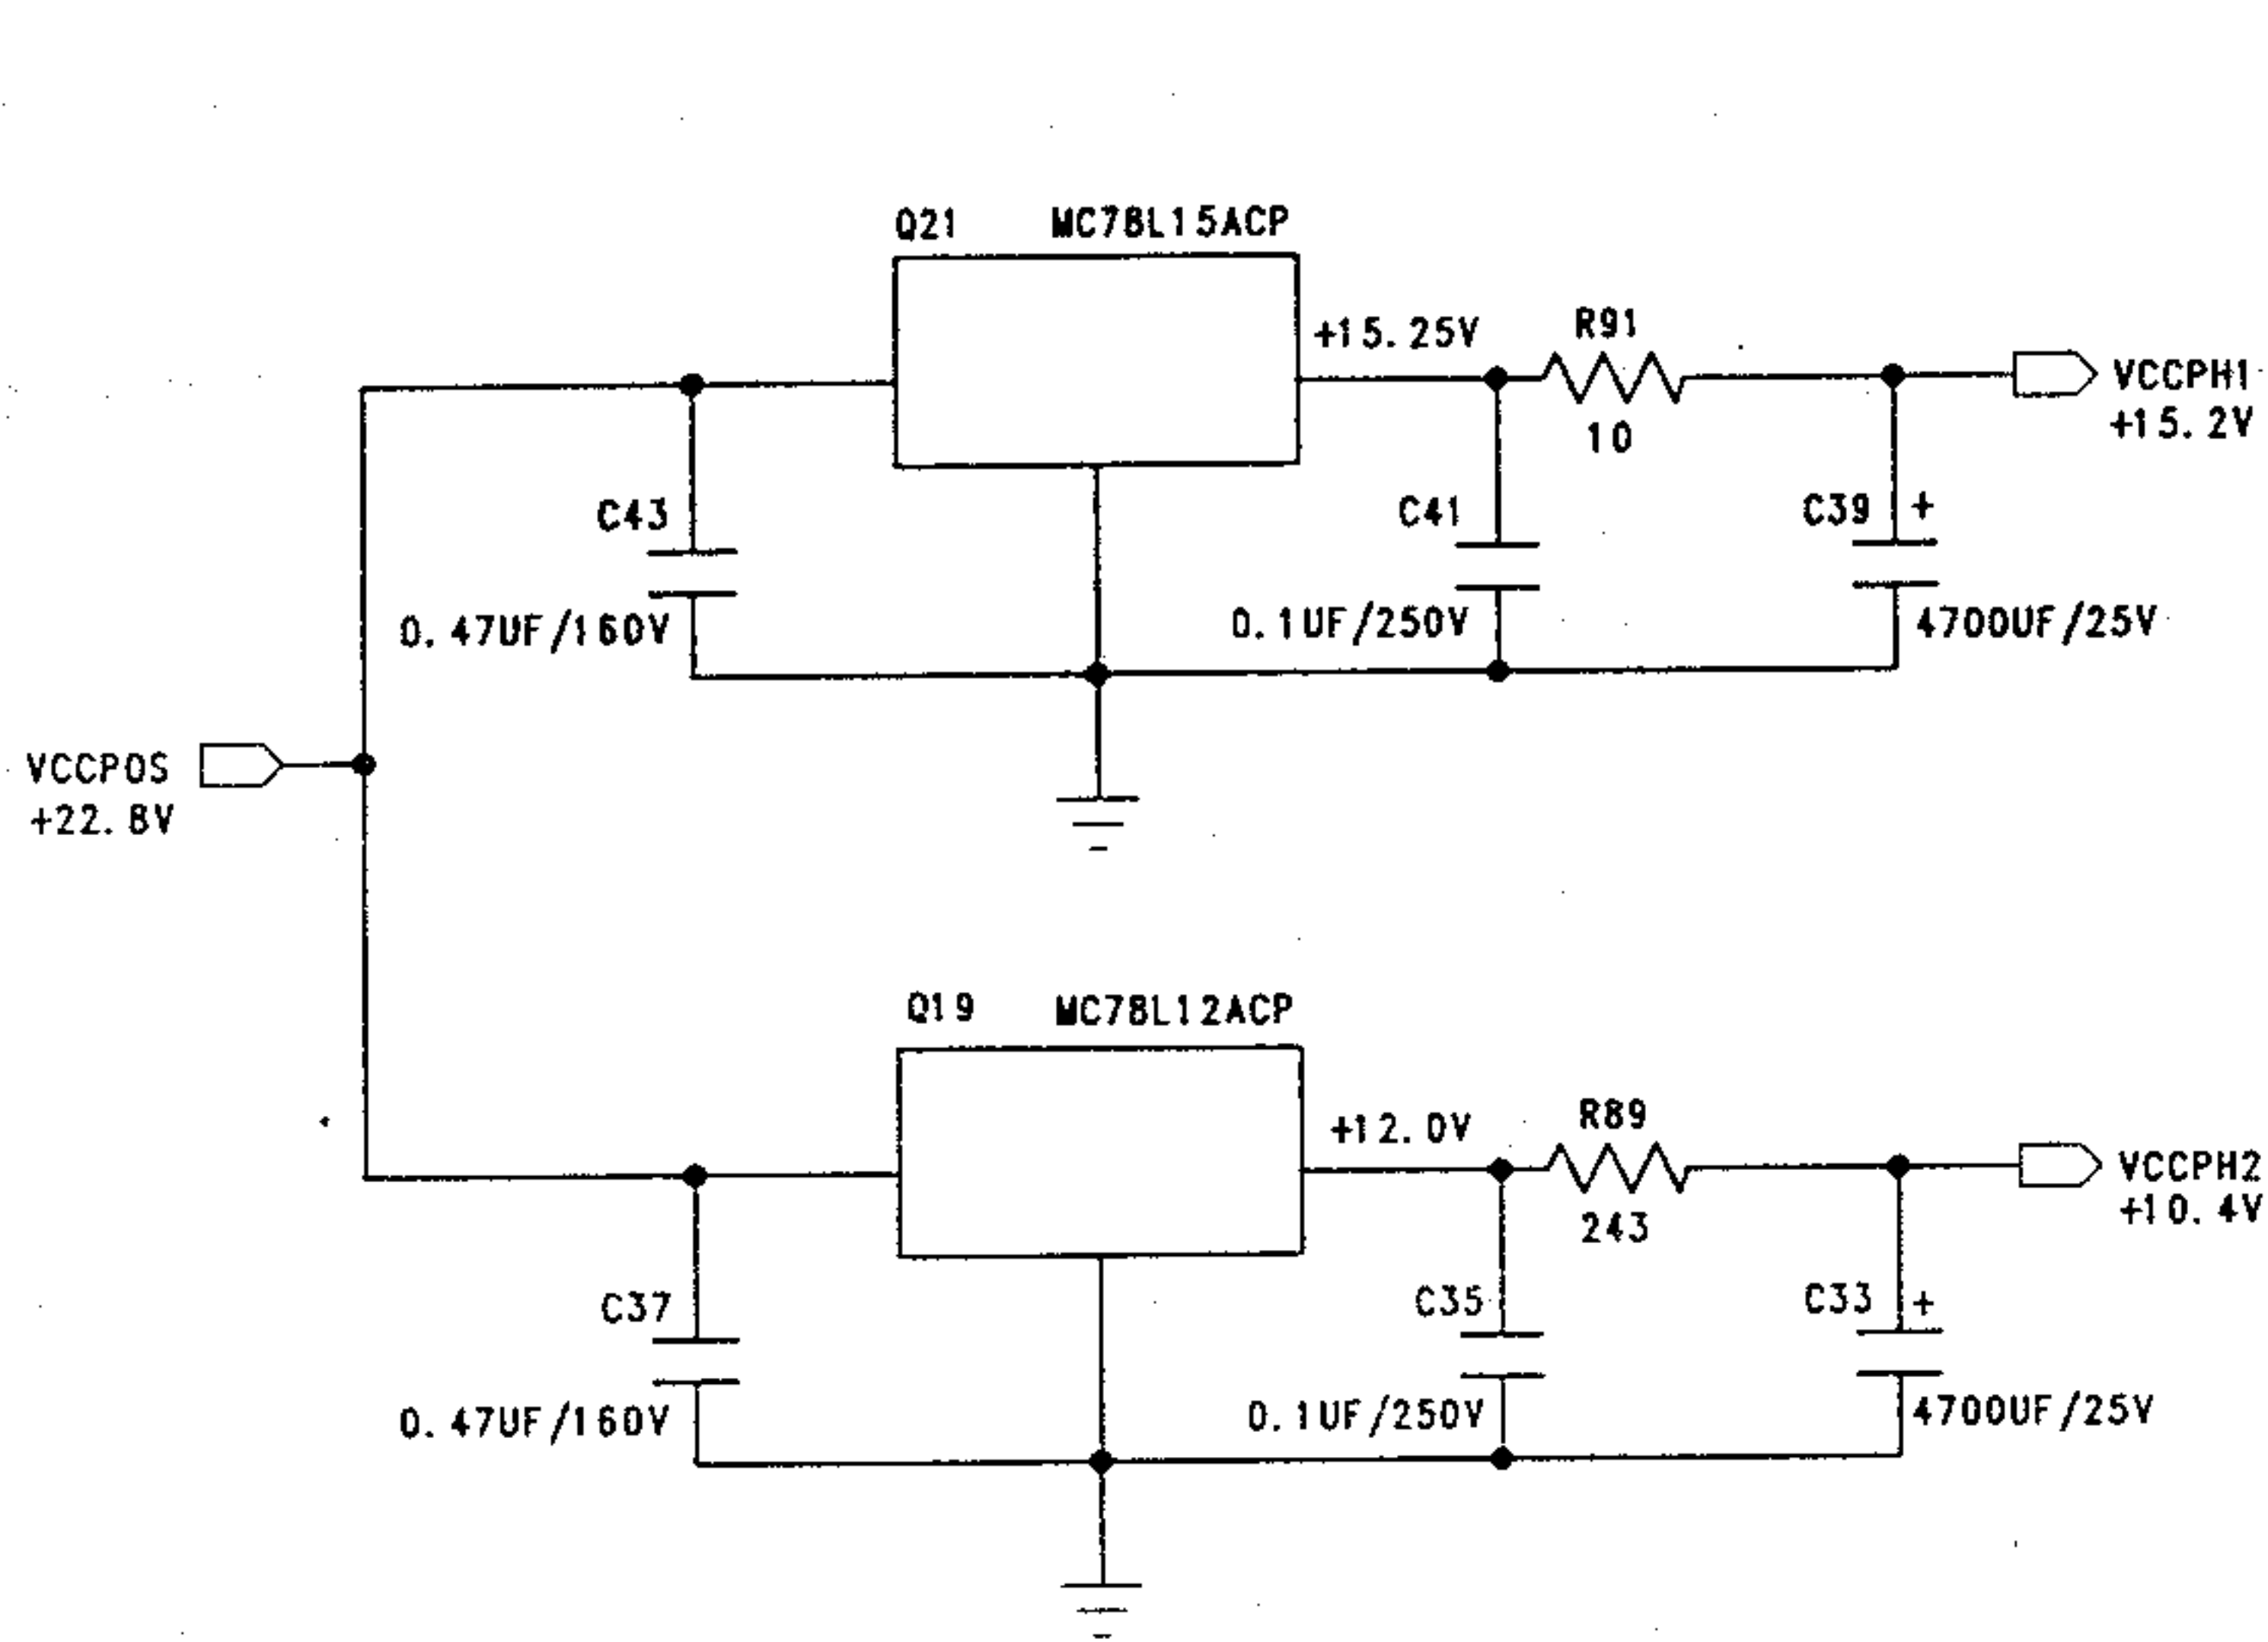 Q21 MC78L15ACP
+15.25V
R91
10
VCCPH1
+15.2V
C43
0.47UF/160V
C41
0.1UF/250V
C39 +
4700UF/25V
VCCPOS
+22.8V
Q19 MC78L12ACP
+12.0V
R89
243
VCCPH2
+10.4V
C37
0.47UF/160V
C35
0.1UF/250V
C33 +
4700UF/25V